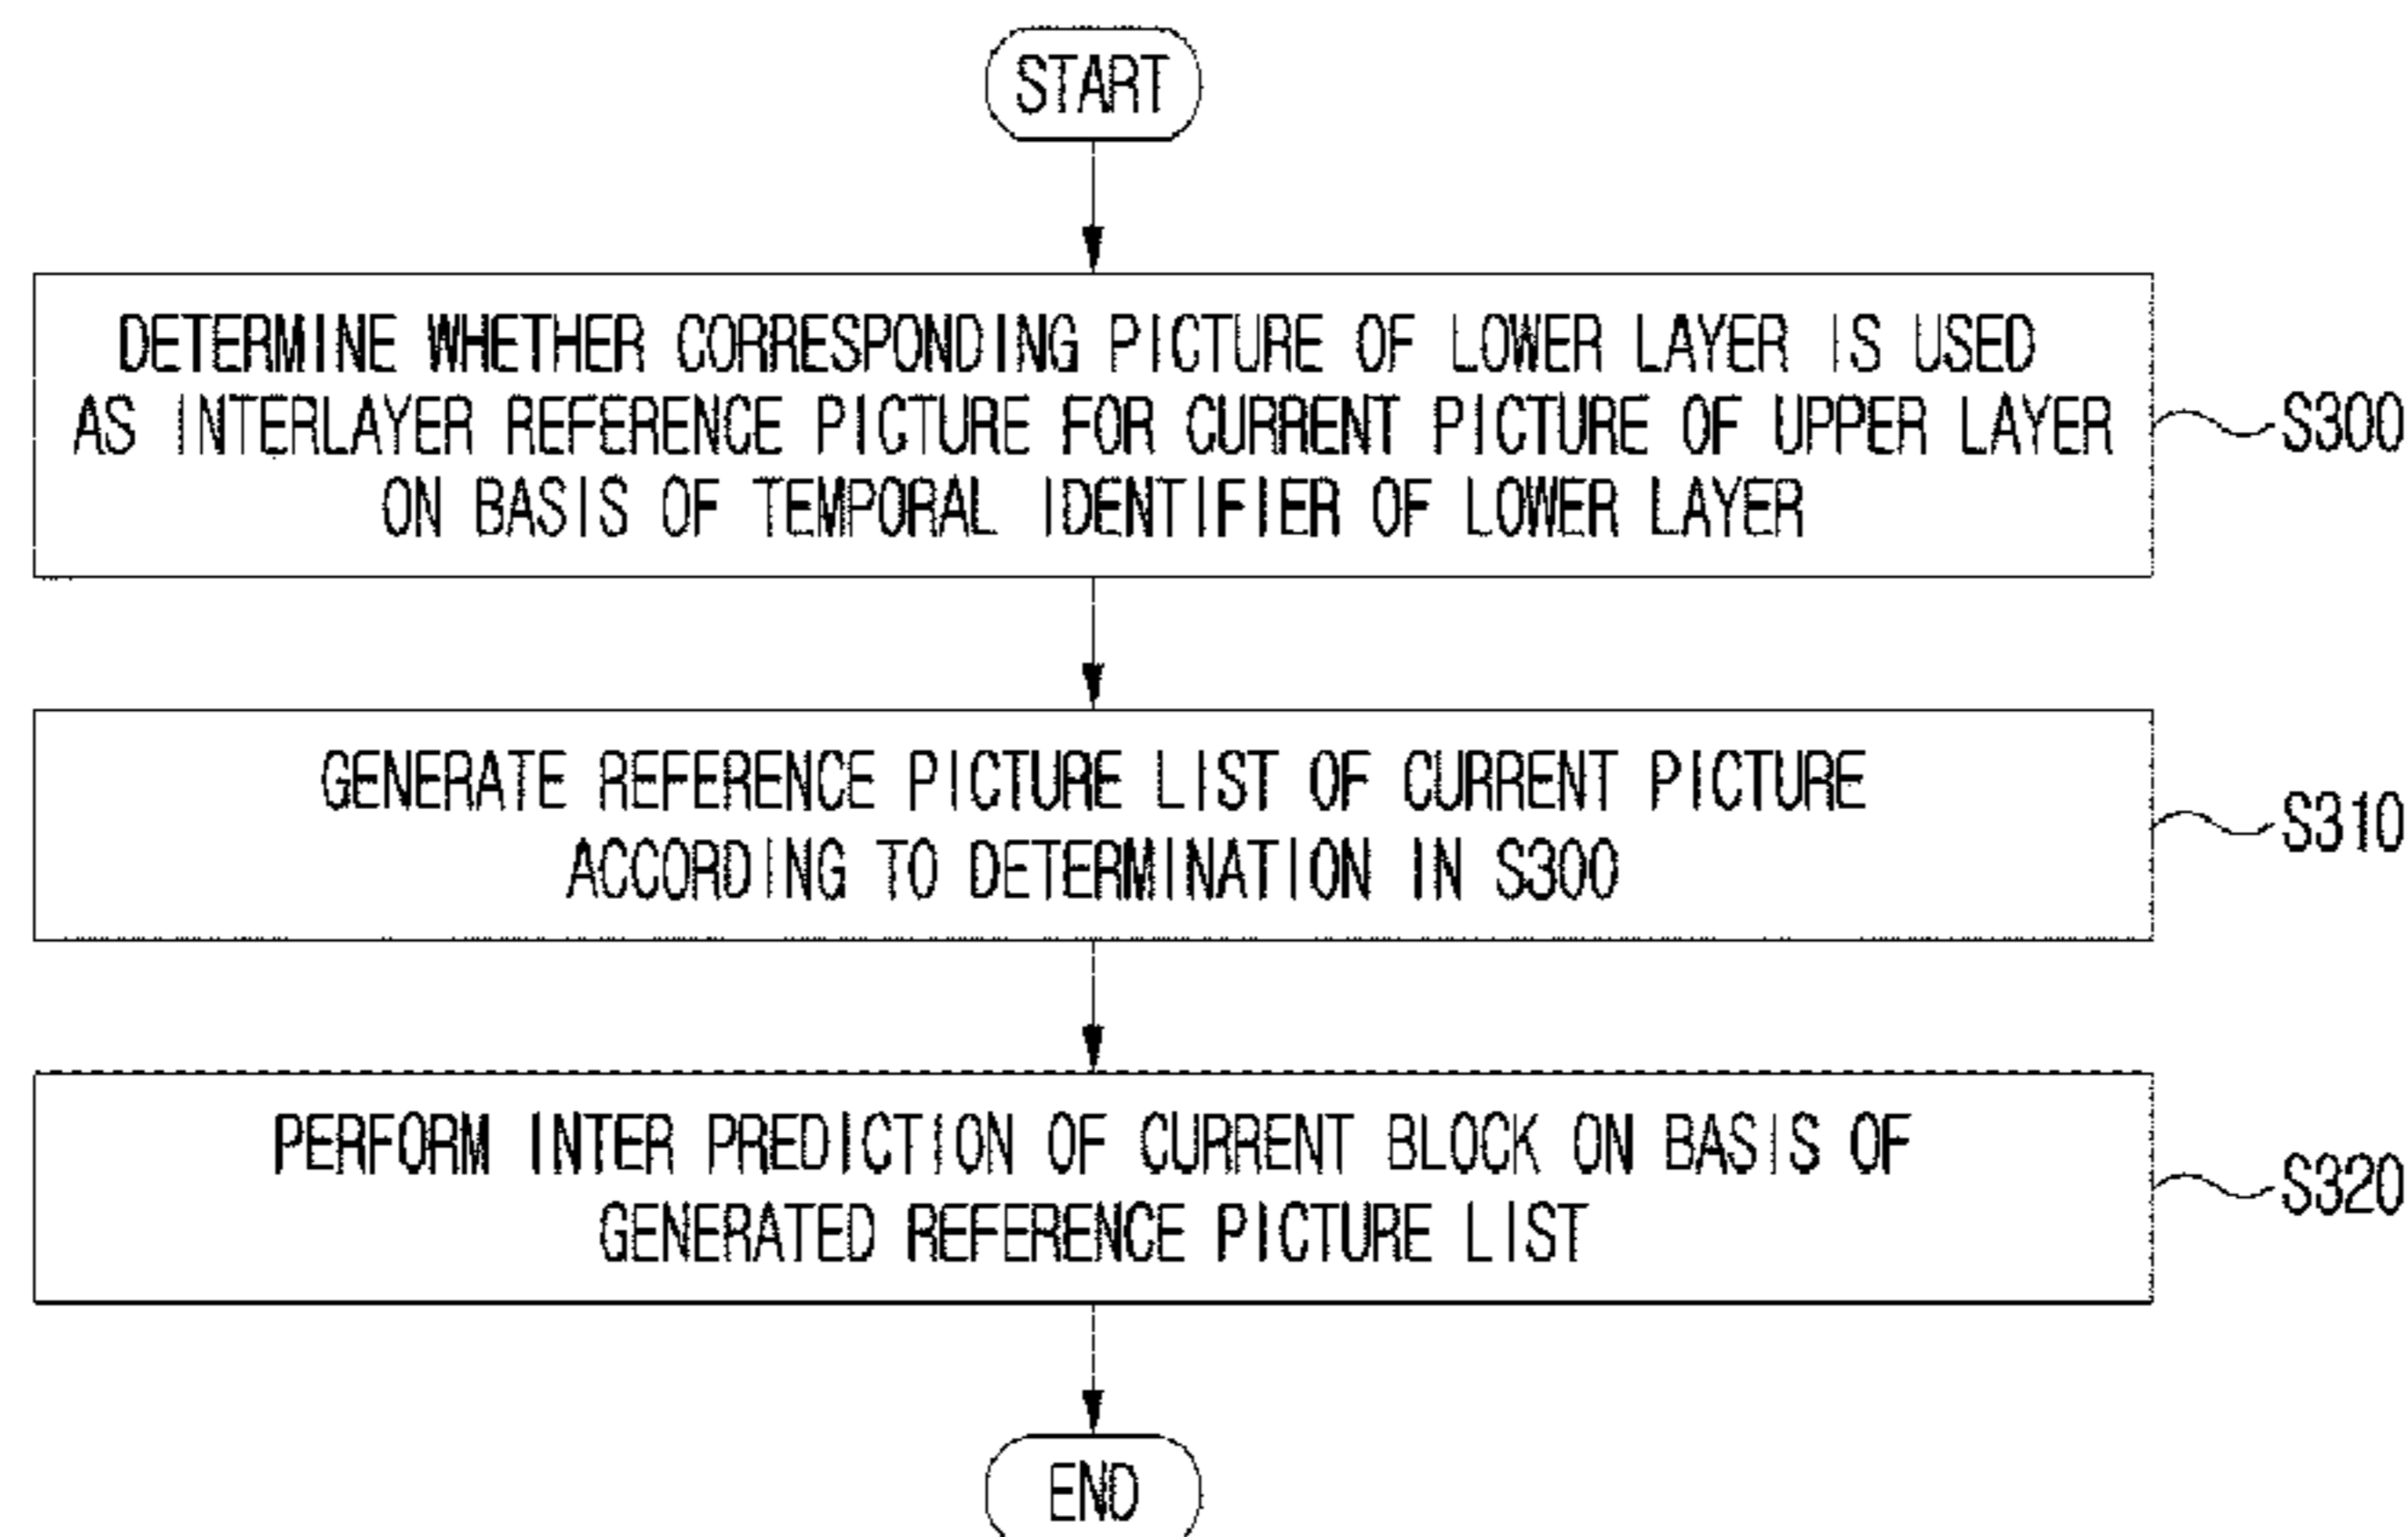 START
DETERMINE WHETHER CORRESPONDING PICTURE OF LOWER LAYER IS USED
AS INTERLAYER REFERENCE PICTURE FOR CURRENT PICTURE OF UPPER LAYER
ON BASIS OF TEMPORAL IDENTIFIER OF LOWER LAYER
S300
GENERATE REFERENCE PICTURE LIST OF CURRENT PICTURE
ACCORDING TO DETERMINATION IN S300
S310
PERFORM INTER PREDICTION OF CURRENT BLOCK ON BASIS OF
GENERATED REFERENCE PICTURE LIST
S320
END